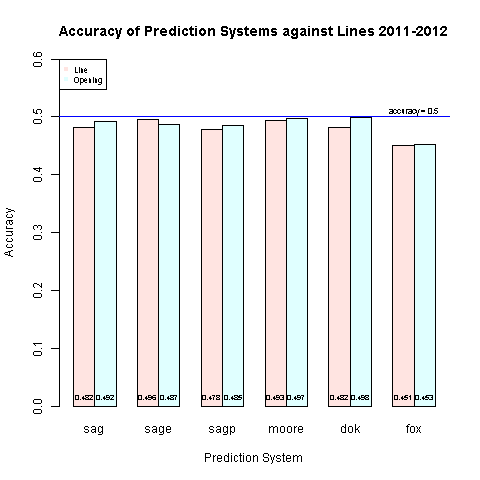 Accuracy of Prediction Systems against Lines 2011-2012
Accuracy
0.6
0.5
0.4
0.3
0.2
0.1
0.0
Line
Opening
accuracy = 0.5
0.482 0.492 0.496 0.487 0.478 0.485 0.493 0.497 0.482 0.498 0.451 0.453
sag sage sagp moore dok fox
Prediction System